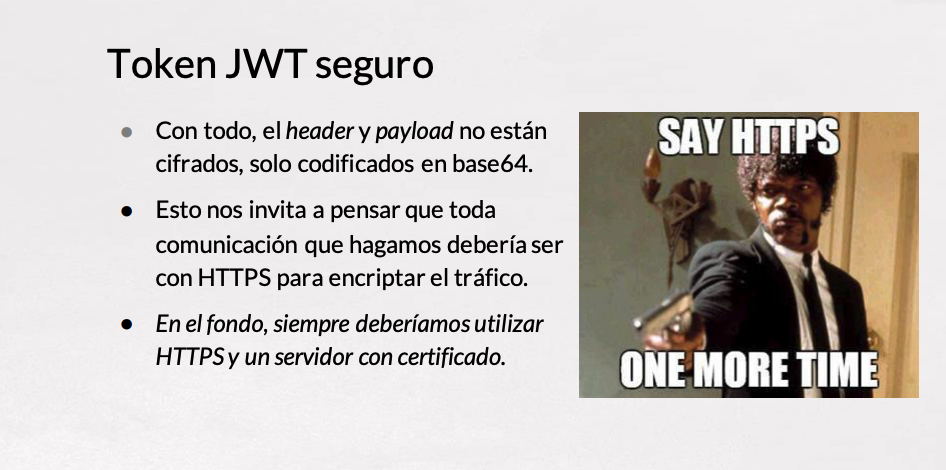 Token JWT seguro
Con todo, el header y payload no están
cifrados, solo codificados en base64.
Esto nos invita a pensar que toda
comunicación que hagamos debería ser
con HTTPS para encriptar el tráfico.
En el fondo, siempre deberíamos utilizar
HTTPS y un servidor con certificado.
SAY HTTPS
ONE MORE TIME